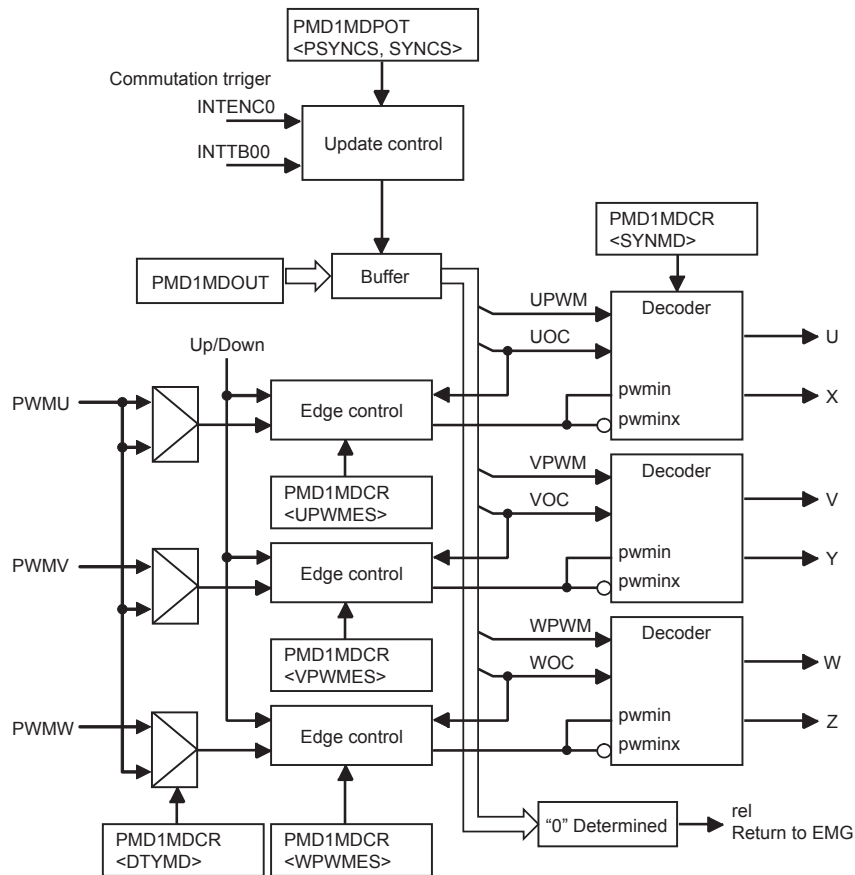 PMD1MDPOT
<PSYNCS, SYNCS>
Commutation trriger
INTENC0
INTTB00
Update control
PMD1MDCR
<SYNMD>
PMD1MDOUT
Buffer
UPWM
UOC
Decoder
pwmin
pwminx
U
X
Up/Down
PWMU
Edge control
PMD1MDCR
<UPWMES>
VPWM
VOC
Decoder
pwmin
pwminx
V
Y
PWMV
Edge control
PMD1MDCR
<VPWMES>
WPWM
WOC
Decoder
pwmin
pwminx
W
Z
PWMW
Edge control
PMD1MDCR
<DTYMD>
PMD1MDCR
<WPWMES>
“0” Determined
rel
Return to EMG